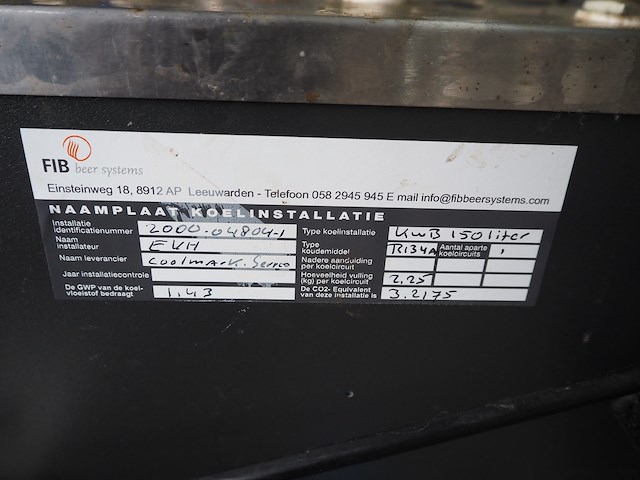 FIB beer systems
Einsteinweg 18, 8912 AP Leeuwarden - Telefoon 058 2945 945 E mail info@fibbeersystems.com
NAAMPLAAT KOELINSTALLATIE
Installatie identificatienummer 2000-04804-1
Naam installateur EKH
Naam leverancier Coolmark
Jaar installatiecontrole
De GWP van de koelvloeistof bedraagt 1.43
Type koelinstallatie KWB 150 liter
Type koudemiddel R134A Aantal aparte koelcircuits 1
Nadere aanduiding per koelcircuit
Hoeveelheid vulling (kg) per koelcircuit 2.25
De CO2- Equivalent van deze installatie is 3.2175